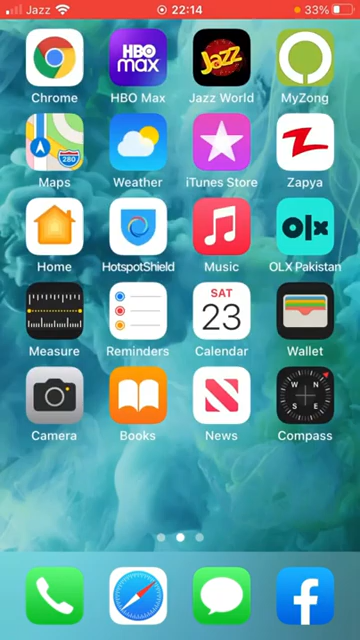 Jazz 22:14 33%
HBO max Jazz
Chrome HBO Max Jazz World MyZong
280
Maps Weather iTunes Store Zapya
olx
Home HotspotShield Music OLX Pakistan
SAT
23
Measure Reminders Calendar Wallet
N
W N
S E
Camera Books News Compass